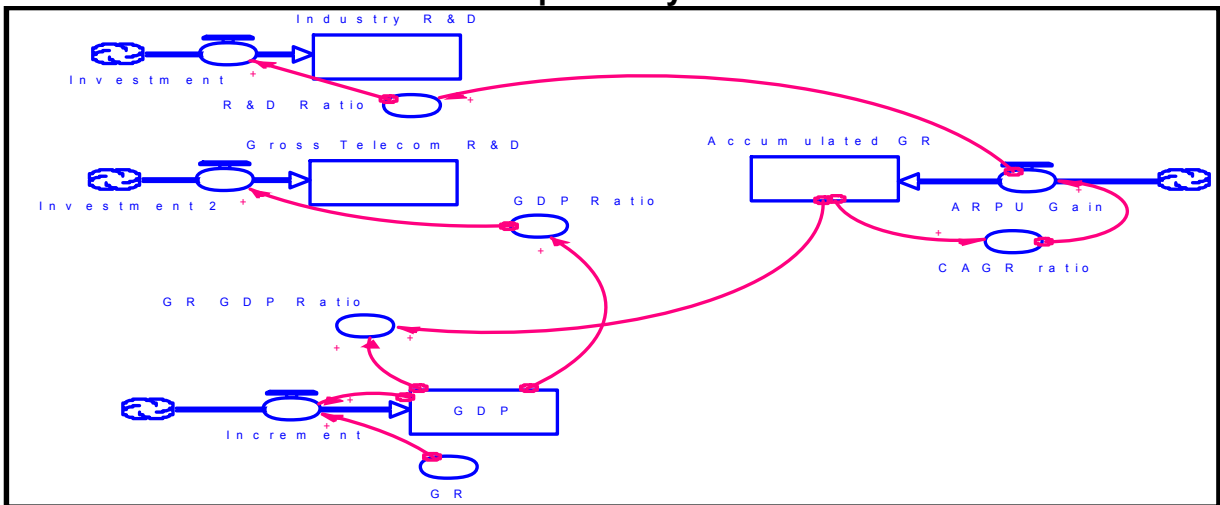 Industry R&D
Investment
+
R&D Ratio
+
Gross Telecom R&D
Accumulated GR
Investment 2
+
GDP Ratio
+
ARPU Gain
+
+
CAGR ratio
GR GDP Ratio
+
+
+
GDP
+
Increment
GR